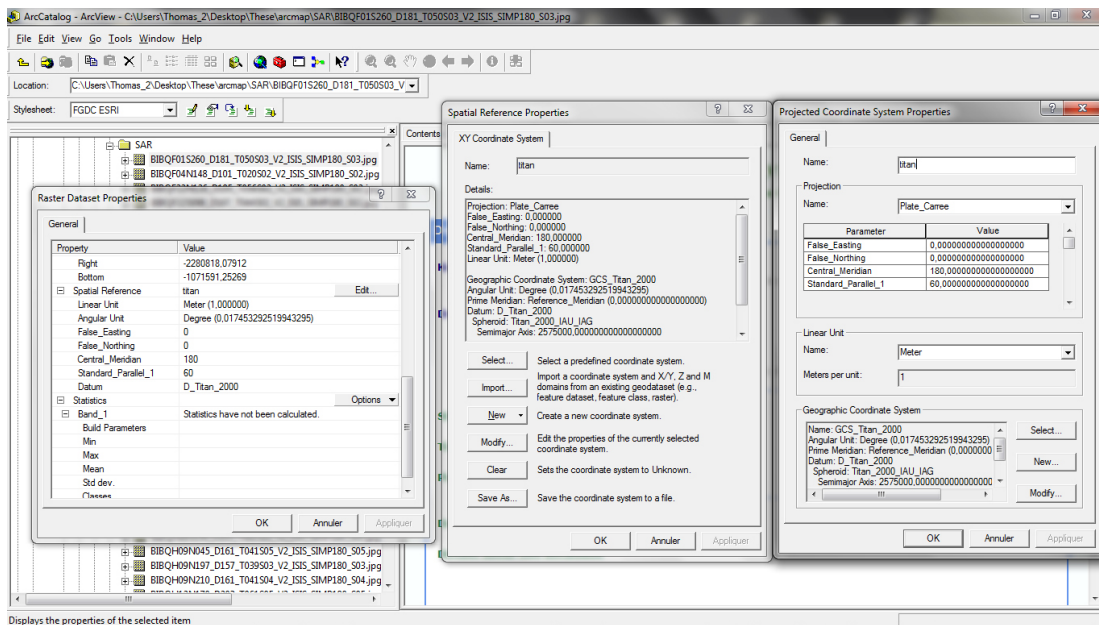 ArcCatalog - ArcView - C:\Users\Thomas_2\Desktop\These\arcmap\SAR\BIBQF01S260_D181_T050S03_V2_ISIS_SIMP180_S03.jpg
File Edit View Go Tools Window Help
Location: C:\Users\Thomas_2\Desktop\These\arcmap\SAR\BIBQF01S260_D181_T050S03_V
Stylesheet: FGDC ESRI
SAR
BIBQF01S260_D181_T050S03_V2_ISIS_SIMP180_S03.jpg
BIBQF04N148_D101_T020S02_V2_ISIS_SIMP180_S02.jpg
Contents
Raster Dataset Properties
General
Property Value
Right -2280818,07912
Bottom -1071591,25269
Spatial Reference titan Edit...
Linear Unit Meter (1,000000)
Angular Unit Degree (0,017453292519943295)
False_Easting 0
False_Northing 0
Central_Meridian 180
Standard_Parallel_1 60
Datum D_Titan_2000
Statistics Options
Band_1 Statistics have not been calculated.
Build Parameters
Min
Max
Mean
Std dev.
Classes
OK Annuler Appliquer
BIBQH09N045_D161_T041S05_V2_ISIS_SIMP180_S05.jpg
BIBQH09N197_D157_T039S03_V2_ISIS_SIMP180_S03.jpg
BIBQH09N210_D161_T041S04_V2_ISIS_SIMP180_S04.jpg
Displays the properties of the selected item
Spatial Reference Properties
XY Coordinate System
Name: titan
Details:
Projection: Plate_Carree
False_Easting: 0,000000
False_Northing: 0,000000
Central_Meridian: 180,000000
Standard_Parallel_1: 60,000000
Linear Unit: Meter (1,000000)
Geographic Coordinate System: GCS_Titan_2000
Angular Unit: Degree (0,017453292519943295)
Prime Meridian: Reference_Meridian (0,000000000000000000)
Datum: D_Titan_2000
Spheroid: Titan_2000_IAU_IAG
Semimajor Axis: 2575000,000000000000000000
Select... Select a predefined coordinate system.
Import... Import a coordinate system and X/Y, Z and M
domains from an existing geodataset (e.g.,
feature dataset, feature class, raster).
New Create a new coordinate system.
Modify... Edit the properties of the currently selected
coordinate system.
Clear Sets the coordinate system to Unknown.
Save As... Save the coordinate system to a file.
OK Annuler Appliquer
Projected Coordinate System Properties
General
Name: titan
Projection
Name: Plate_Carree
Parameter Value
False_Easting 0,000000000000000000
False_Northing 0,000000000000000000
Central_Meridian 180,000000000000000000
Standard_Parallel_1 60,000000000000000000
Linear Unit
Name: Meter
Meters per unit: 1
Geographic Coordinate System
Name: GCS_Titan_2000
Angular Unit: Degree (0,017453292519943295)
Prime Meridian: Reference_Meridian (0,0000000
Datum: D_Titan_2000
Spheroid: Titan_2000_IAU_IAG
Semimajor Axis: 2575000,0000000000000
Select...
New...
Modify...
OK Annuler Appliquer